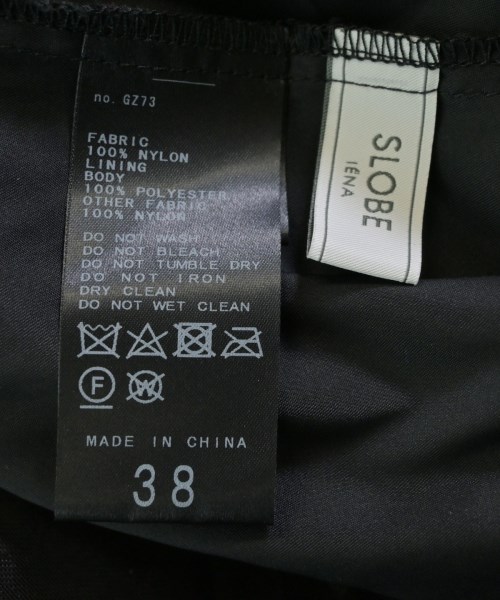 no. GZ73
FABRIC
100% NYLON
LINING
BODY
100% POLYESTER
OTHER FABRIC
100% NYLON
DO NOT WASH
DO NOT BLEACH
DO NOT TUMBLE DRY
DO NOT IRON
DRY CLEAN
DO NOT WET CLEAN
F
W
MADE IN CHINA
38
SLOBE
IÉNA